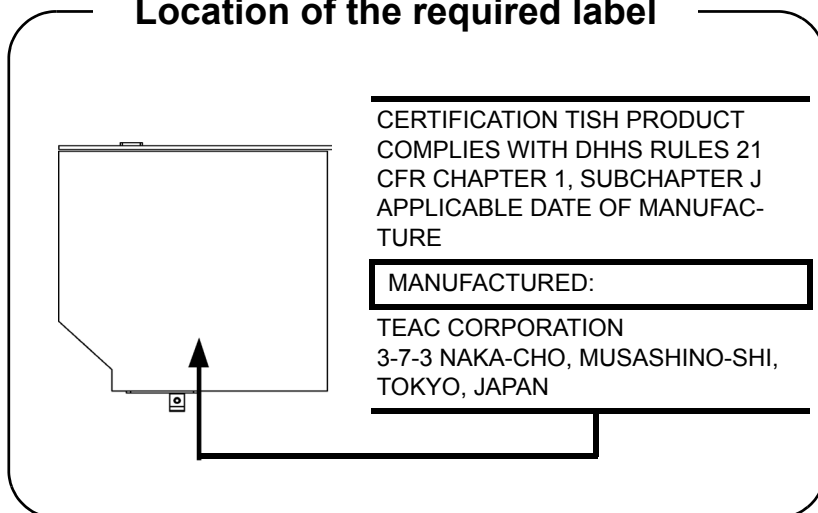 Location of the required label
CERTIFICATION TISH PRODUCT
COMPLIES WITH DHHS RULES 21
CFR CHAPTER 1, SUBCHAPTER J
APPLICABLE DATE OF MANUFAC-
TURE
MANUFACTURED:
TEAC CORPORATION
3-7-3 NAKA-CHO, MUSASHINO-SHI,
TOKYO, JAPAN